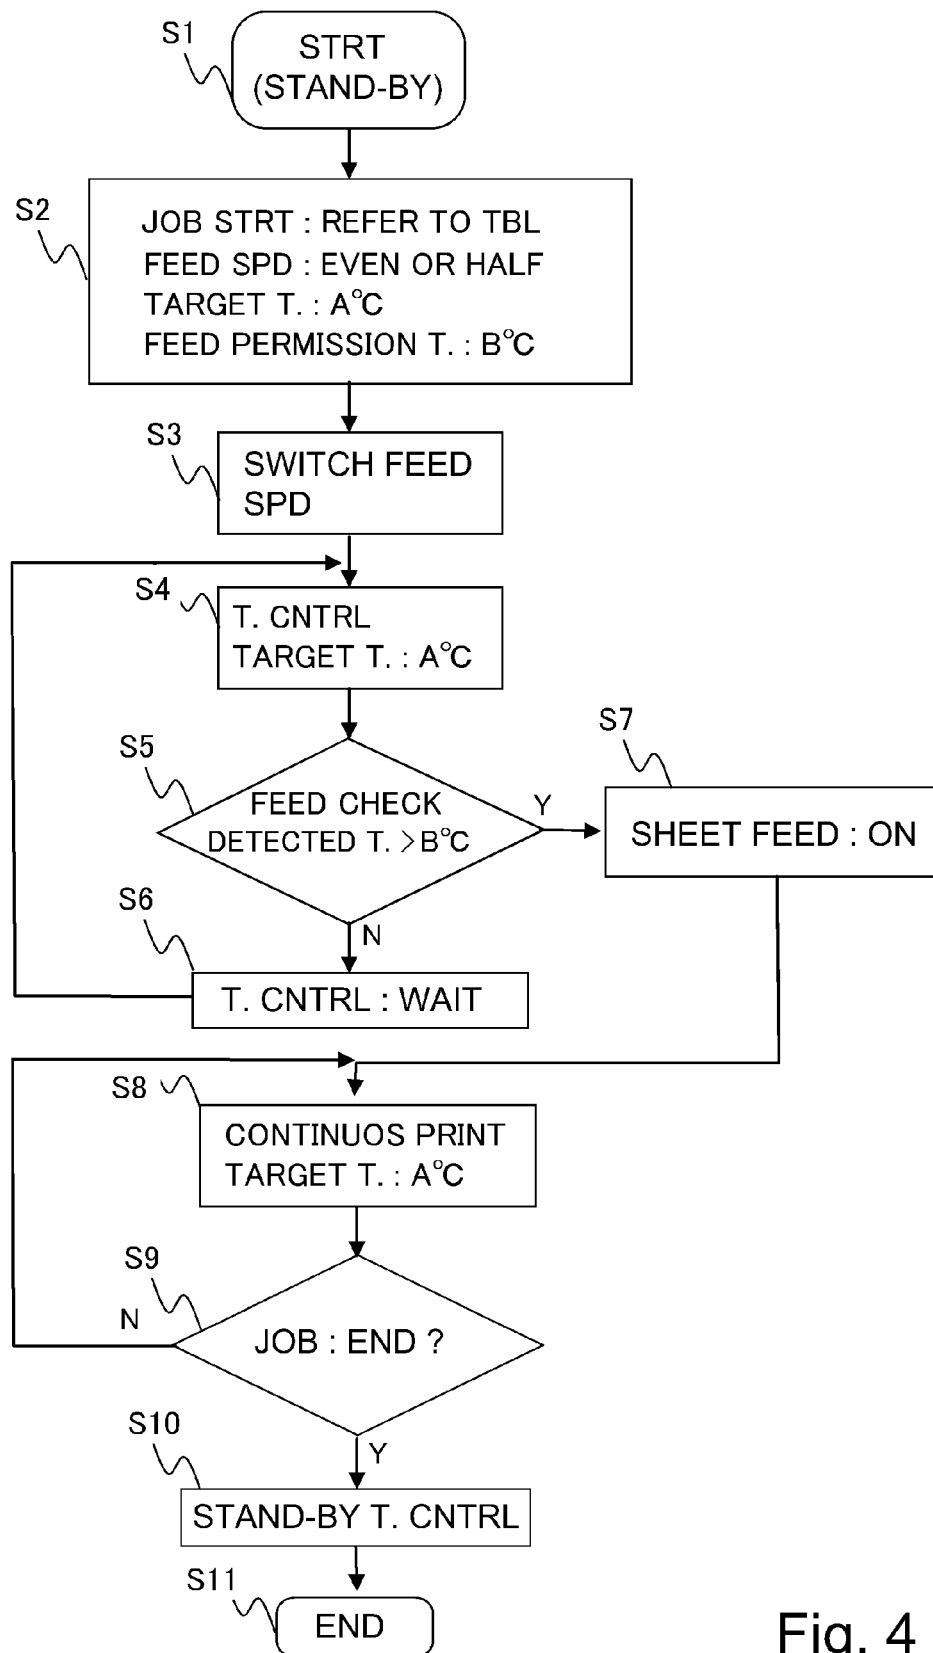 S1
STRT
(STAND-BY)
S2
JOB STRT : REFER TO TBL
FEED SPD : EVEN OR HALF
TARGET T. : A°C
FEED PERMISSION T. : B°C
S3
SWITCH FEED
SPD
S4
T. CNTRL
TARGET T. : A°C
S5
FEED CHECK
DETECTED T. >B°C
Y
N
S7
SHEET FEED : ON
S6
T. CNTRL : WAIT
S8
CONTINUOS PRINT
TARGET T. : A°C
S9
JOB : END ?
N
Y
S10
STAND-BY T. CNTRL
S11
END
Fig. 4